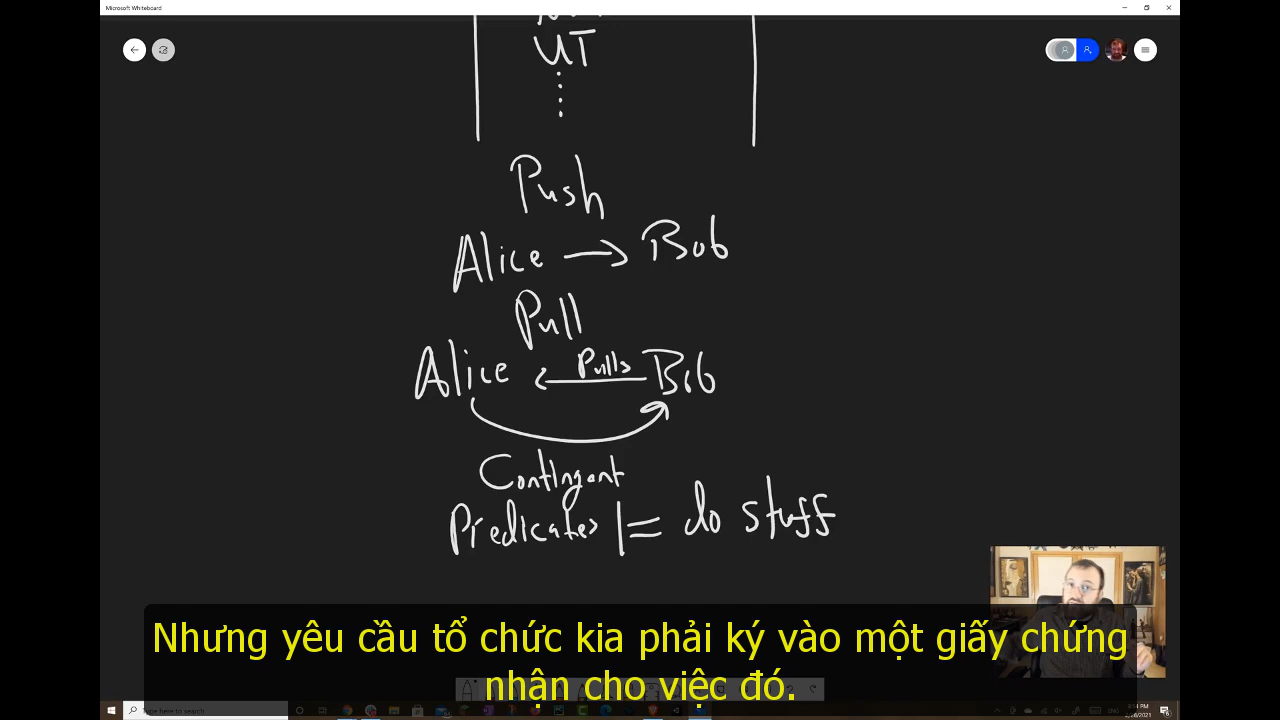 Microsoft Whiteboard
UT
Push
Alice → Bob
Pull
Alice ← Pulls Bob
Contingent
Predicates |= do stuff
Nhưng yêu cầu tổ chức kia phải ký vào một giấy chứng
nhận cho việc đó.
Type here to search
ENG